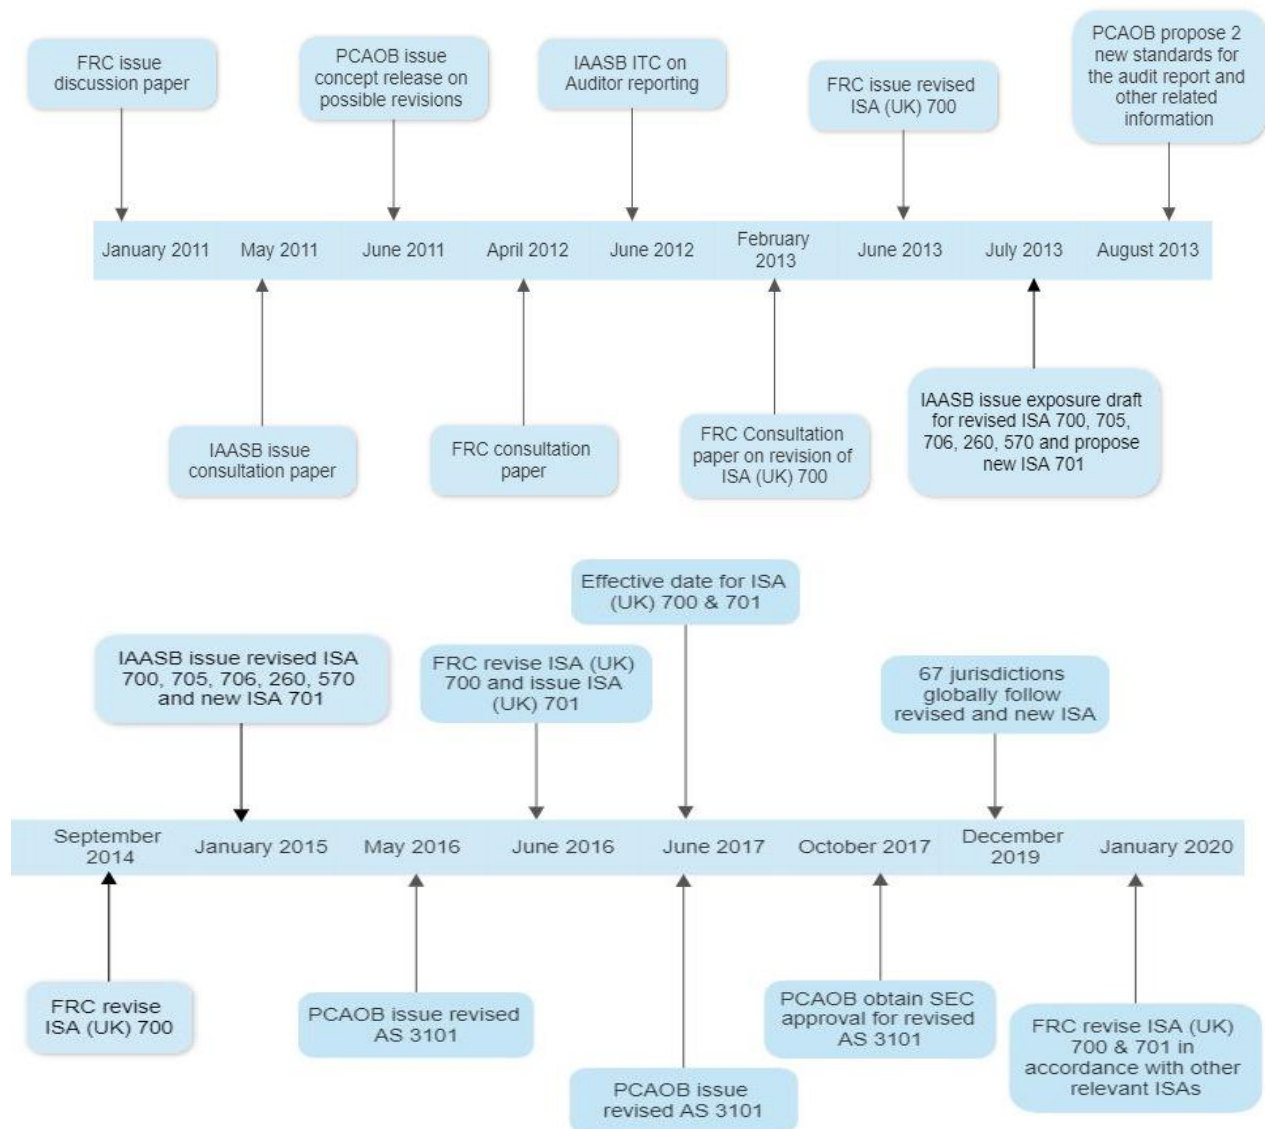 FRC issue
discussion paper
PCAOB issue
concept release on
possible revisions
IAASB ITC on
Auditor reporting
FRC issue revised
ISA (UK) 700
PCAOB propose 2
new standards for
the audit report and
other related
information
January 2011
May 2011
June 2011
April 2012
June 2012
February
2013
June 2013
July 2013
August 2013
IAASB issue
consultation paper
FRC consultation
paper
FRC Consultation
paper on revision of
ISA (UK) 700
IAASB issue exposure draft
for revised ISA 700, 705,
706, 260, 570 and propose
new ISA 701
IAASB issue revised ISA
700, 705, 706, 260, 570
and new ISA 701
FRC revise ISA (UK)
700 and issue ISA
(UK) 701
Effective date for ISA
(UK) 700 & 701
67 jurisdictions
globally follow
revised and new ISA
September
2014
January 2015
May 2016
June 2016
June 2017
October 2017
December
2019
January 2020
FRC revise
ISA (UK) 700
PCAOB issue revised
AS 3101
PCAOB issue
revised AS 3101
PCAOB obtain SEC
approval for revised
AS 3101
FRC revise ISA (UK)
700 & 701 in
accordance with other
relevant ISAs